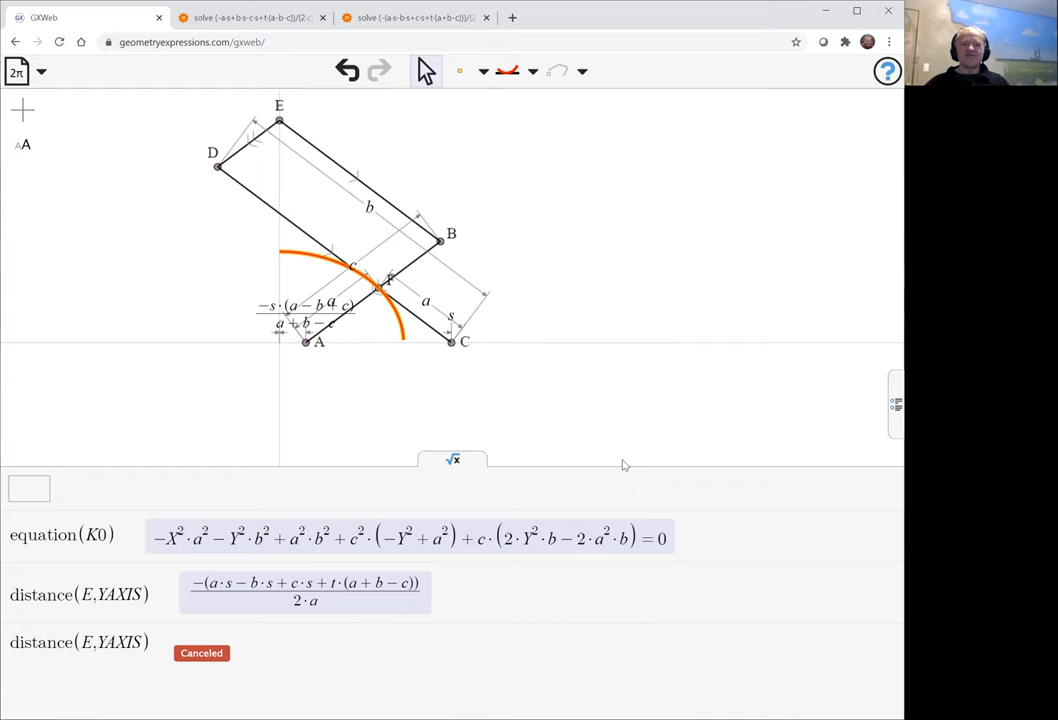 GXWeb
solve (-a·s+b·s-c·s+t·(a-b-c))/(2·c
solve (-a·s-b·s+c·s+t·(a+b-c))/(2
geometryexpressions.com/gxweb/
2π
?
AA
E
D
b
B
c
F
a
a
s
-s·(a-b+c)
a+b-c
A
C
√x
equation(K0) -X²·a²-Y²·b²+a²·b²+c²·(-Y²+a²)+c·(2·Y²·b-2·a²·b)=0
distance(E,YAXIS) -(a·s-b·s+c·s+t·(a+b-c))
2·a
distance(E,YAXIS) Canceled